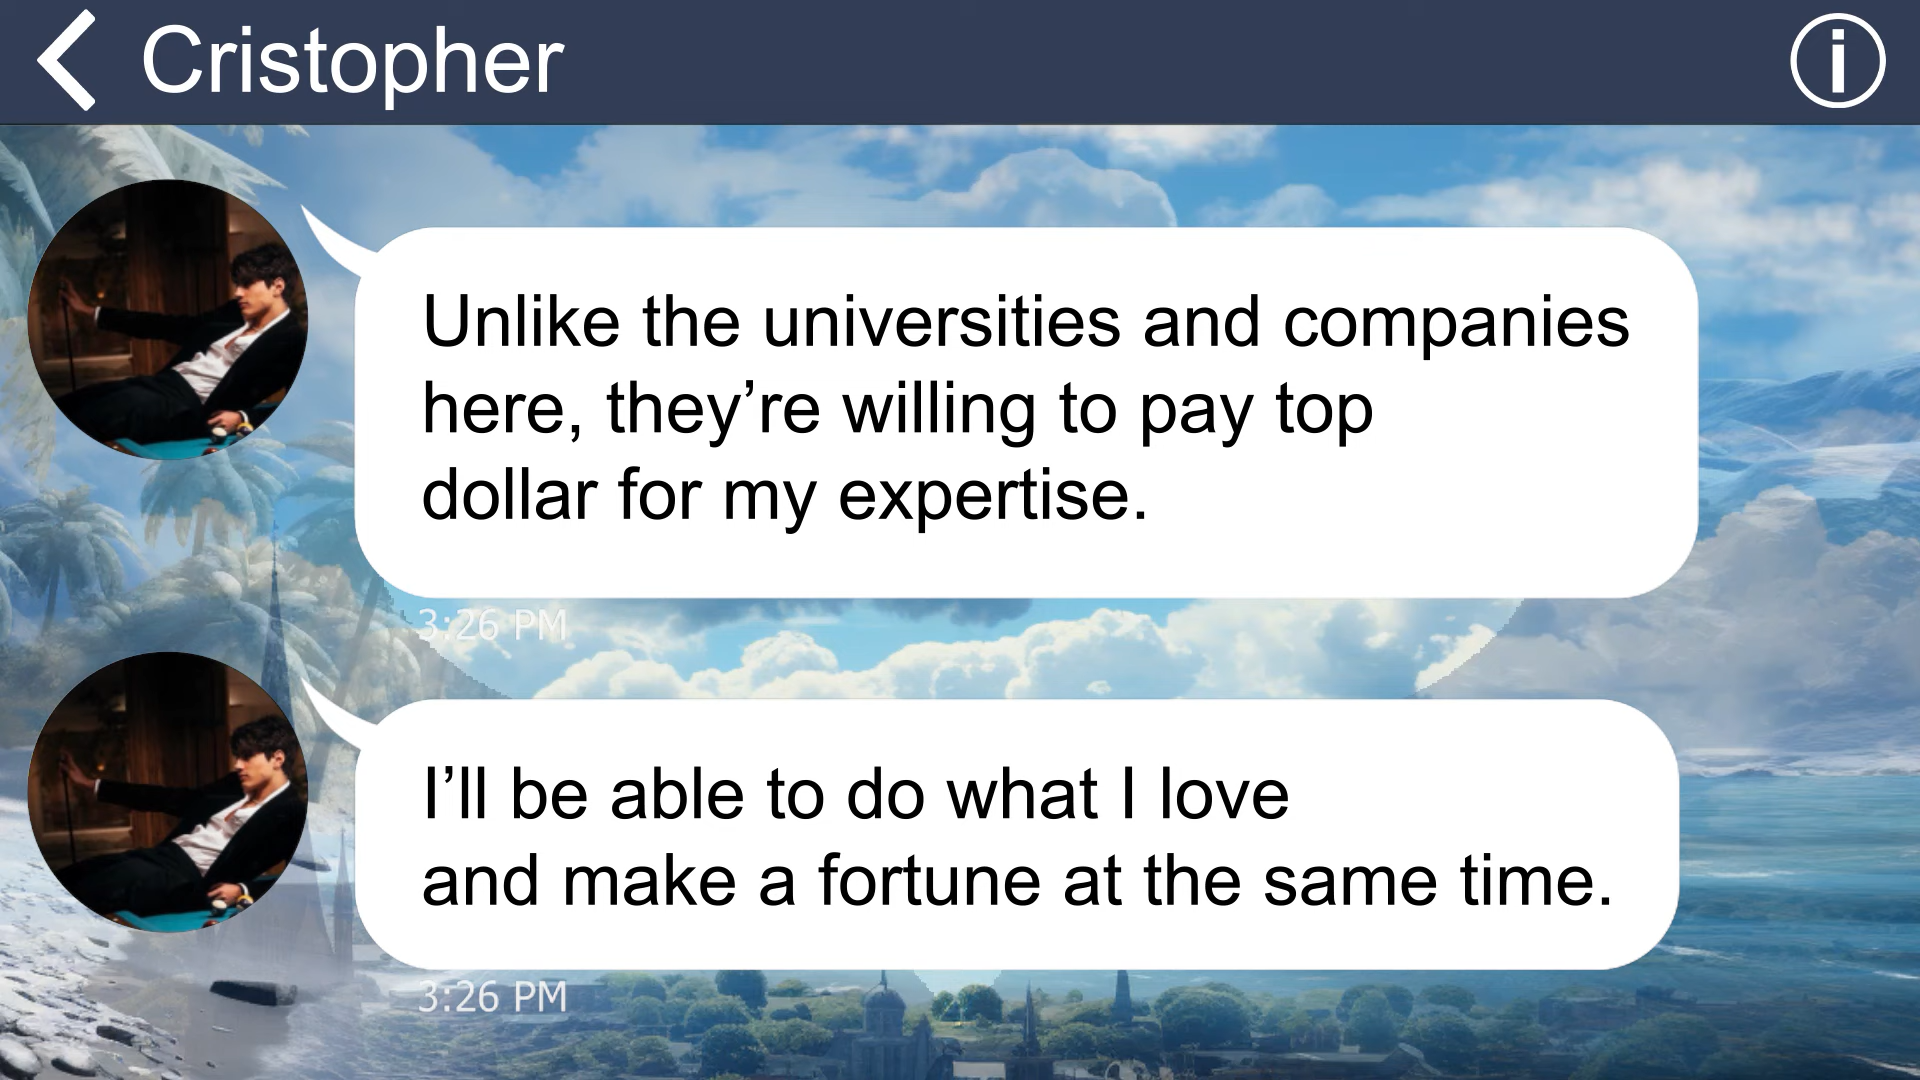 Cristopher
Unlike the universities and companies
here, they’re willing to pay top
dollar for my expertise.
3:26 PM
I’ll be able to do what I love
and make a fortune at the same time.
3:26 PM